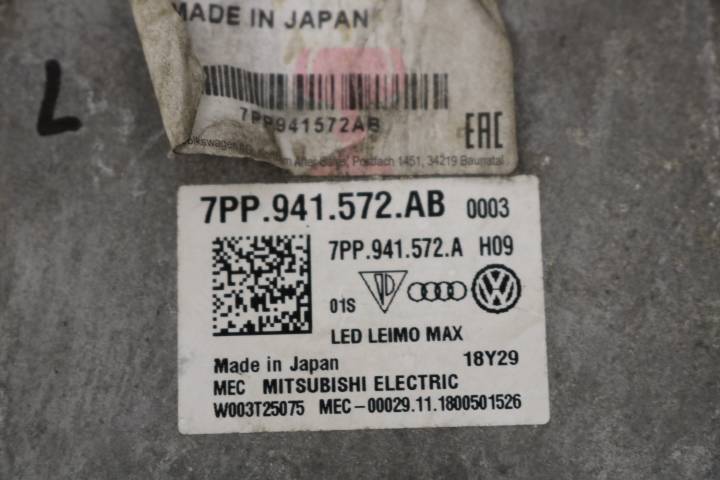 MADE IN JAPAN
7PP941572AB
EAC
Postfach 1451, 34219 Baunatal
L
7PP.941.572.AB 0003
7PP.941.572.A H09
01S
LED LEIMO MAX
Made in Japan 18Y29
MEC MITSUBISHI ELECTRIC
W003T25075 MEC-00029.11.1800501526